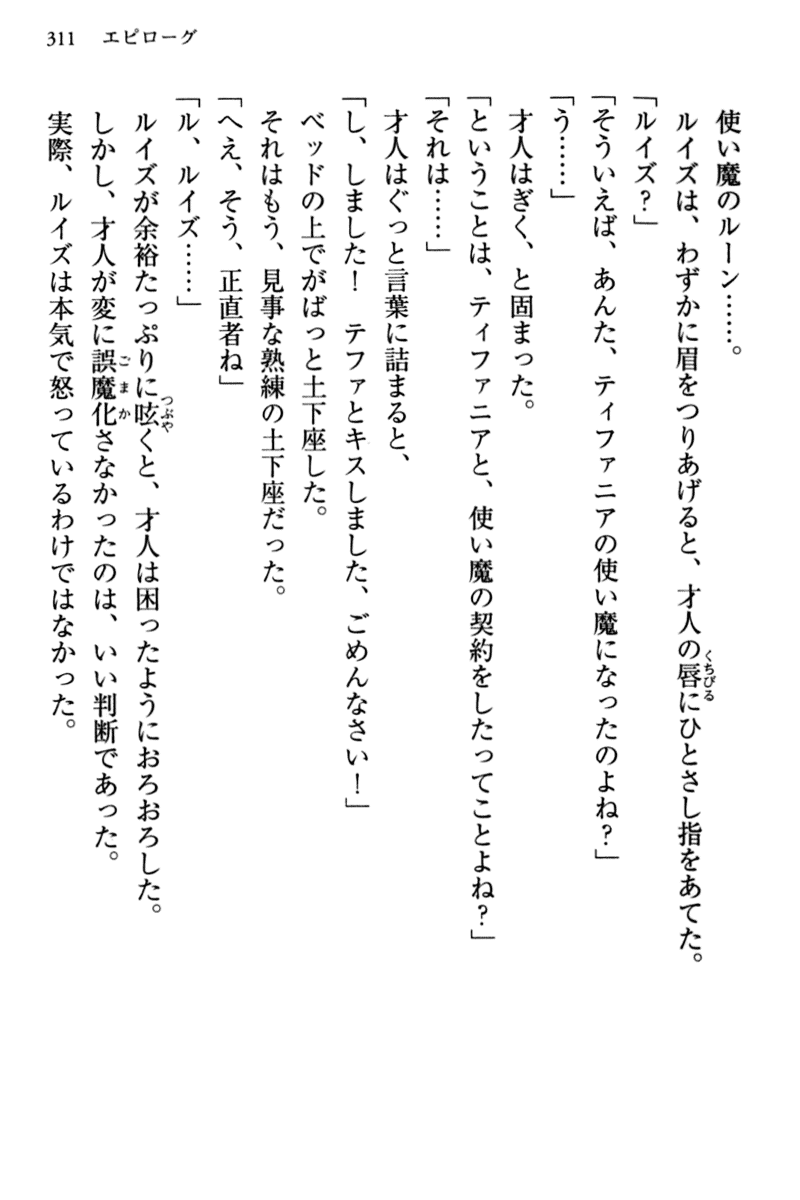 311　エピローグ
使い魔のルーン……。
ルイズは、わずかに眉をつりあげると、才人の唇にひとさし指をあてた。
「ルイズ？」
「そういえば、あんた、ティファニアの使い魔になったのよね？」
「う……」
才人はぎく、と固まった。
「ということは、ティファニアと、使い魔の契約をしたってことよね？」
「それは……」
才人はぐっと言葉に詰まると、
「し、しました！　テファとキスしました、ごめんなさい！」
ベッドの上でがばっと土下座した。
それはもう、見事な熟練の土下座だった。
「へえ、そう、正直者ね」
「ル、ルイズ……」
ルイズが余裕たっぷりに呟くと、才人は困ったようにおろおろした。
しかし、才人が変に誤魔化さなかったのは、いい判断であった。
実際、ルイズは本気で怒っているわけではなかった。